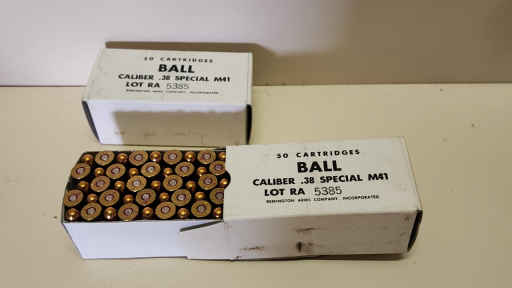 50 CARTRIDGES
BALL
CALIBER .38 SPECIAL M41
LOT RA 5385
REMINGTON ARMS COMPANY, INCORPORATED
50 CARTRIDGES
BALL
CALIBER .38 SPECIAL M41
LOT RA 5385
REMINGTON ARMS COMPANY, INCORPORATED